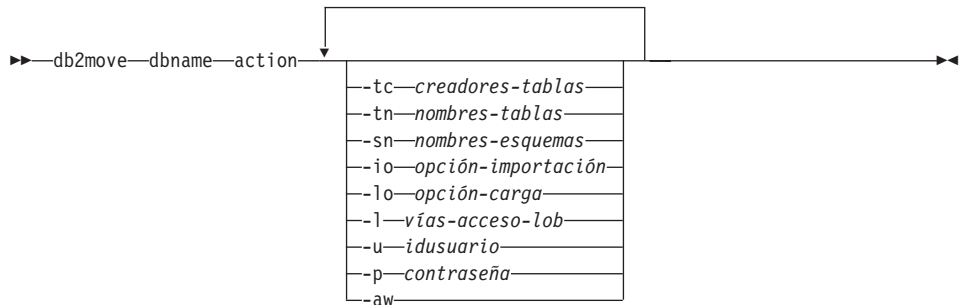 db2move dbname action
-tc creadores-tablas
-tn nombres-tablas
-sn nombres-esquemas
-io opción-importación
-lo opción-carga
-l vías-acceso-lob
-u idusuario
-p contraseña
-aw